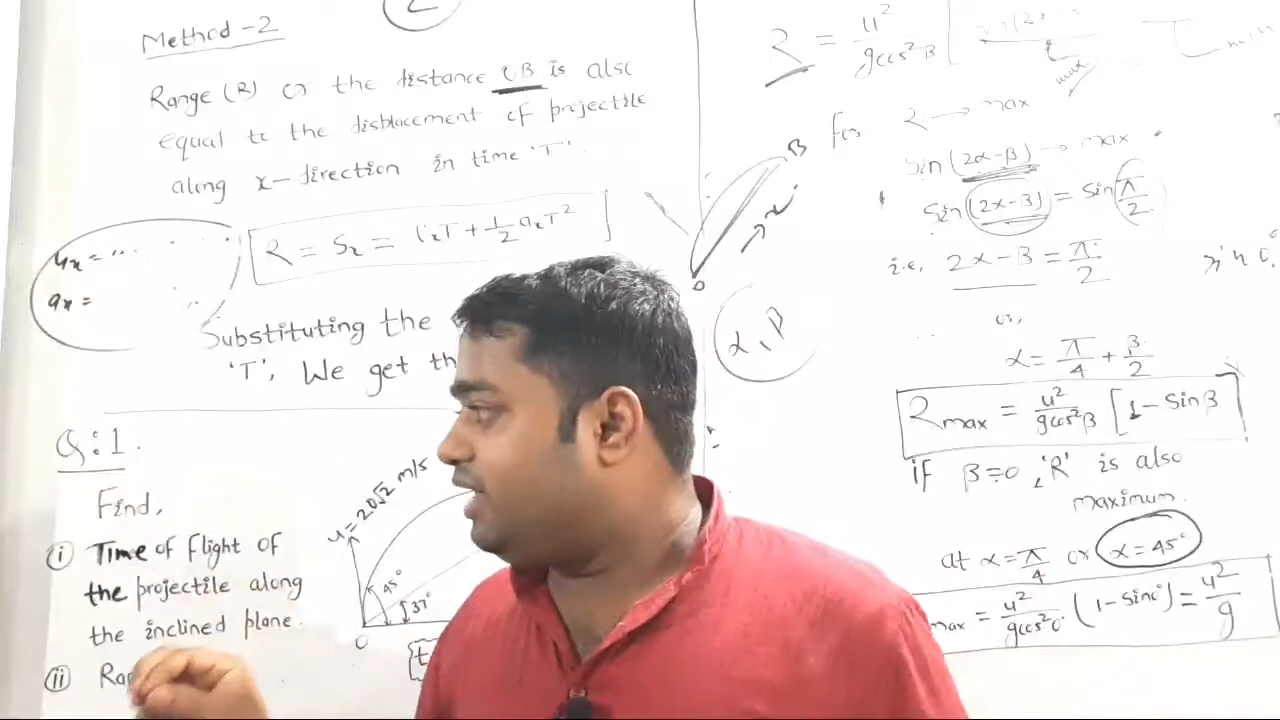 Method-2
Range (R) or the distance OB is also
equal to the displacement of projectile
along x-direction in time 'T'.
ux = ...
ax =
R = Sx = uxT + 1/2 axT²
Substituting the
'T', We get th
Q:1.
Find,
(i) Time of flight of
the projectile along
the inclined plane.
(ii) Ra
u = 20√2 m/s
45°
37°
O
B
x
O
α, β
R = u²/gcos²β
max.
for R → max
Sin(2α-β) → max
Sin(2α-β) = Sin π/2
i.e, 2α-β = π/2
or,
α = π/4 + β/2
Rmax = u²/gcos²β [1-Sinβ
if β=0, 'R' is also
maximum.
at α = π/4 or α=45°
max = u²/gcos²0° (1-sin0°) = u²/g